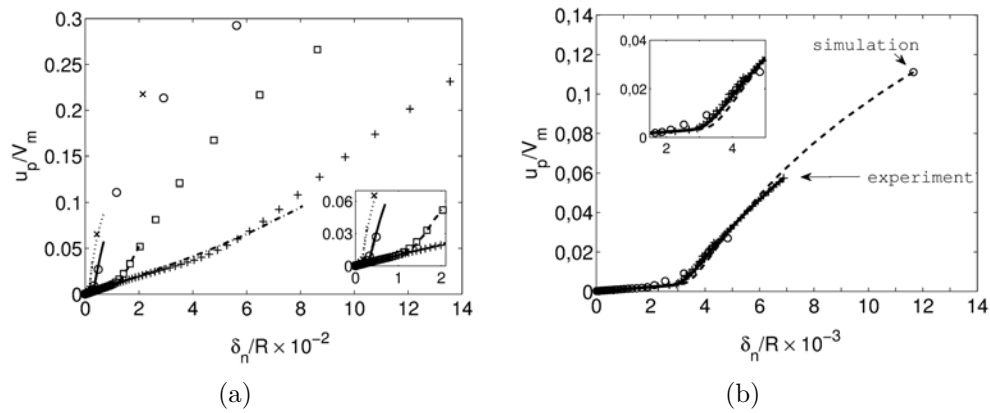 0.3
0.25
0.2
0.15
0.1
0.05
0
0 2 4 6 8 10 12 14
u_p/V_m
δ_n/R × 10^-2
0.06
0.03
0
0 1 2
(a)
0,14
0,12
0,1
0,08
0,06
0,04
0,02
0
0 2 4 6 8 10 12 14
u_p/V_m
δ_n/R × 10^-3
0,04
0,02
0
2 4
simulation
experiment
(b)